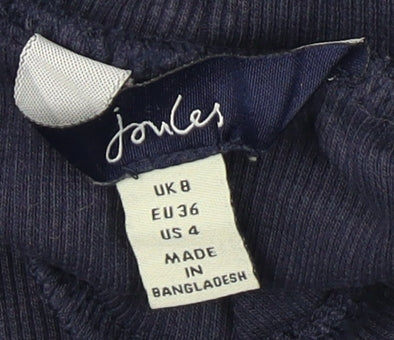 Joules
UK 8
EU 36
US 4
MADE
IN
BANGLADESH